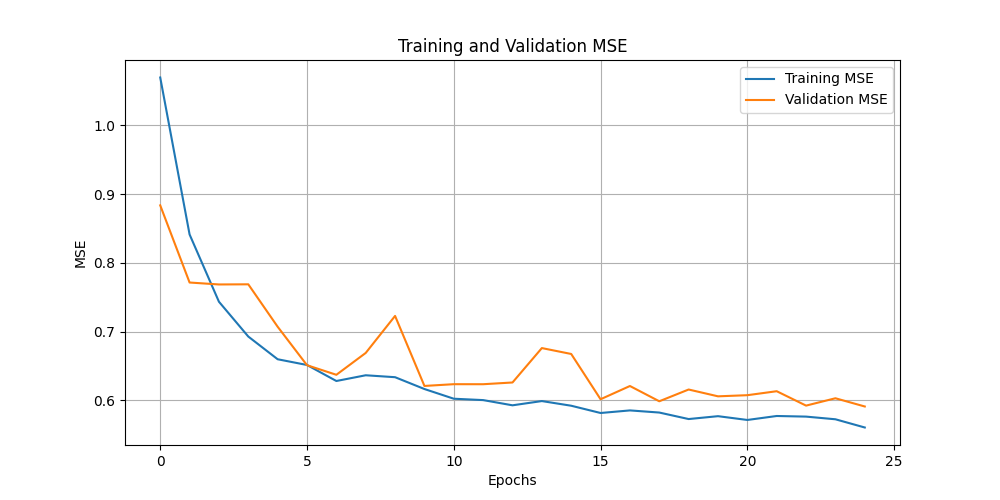 Training and Validation MSE
Training MSE
Validation MSE
MSE
1.0
0.9
0.8
0.7
0.6
0
5
10
15
20
25
Epochs